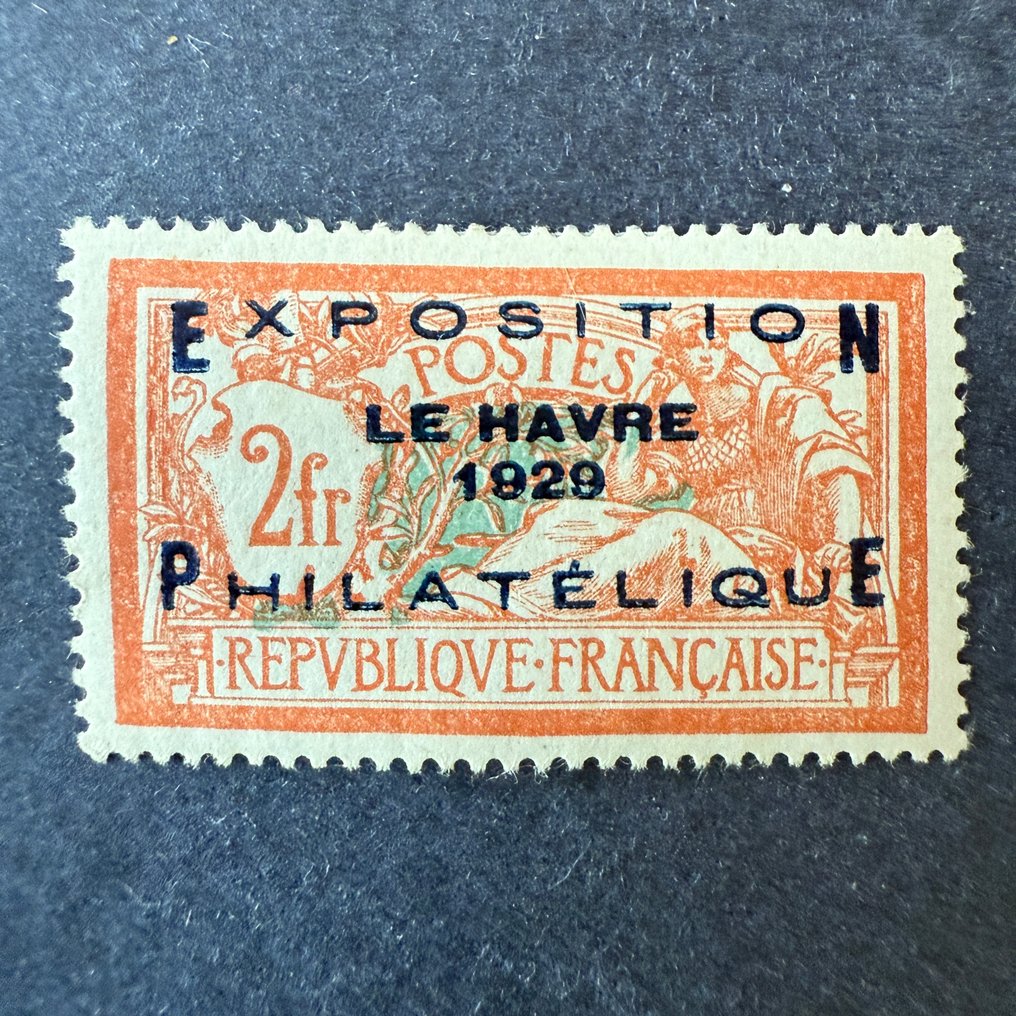 EXPOSITION
POSTES
LE HAVRE
2fr
1929
PHILATÉLIQUE
·REPVBLIQVE·FRANÇAISE·